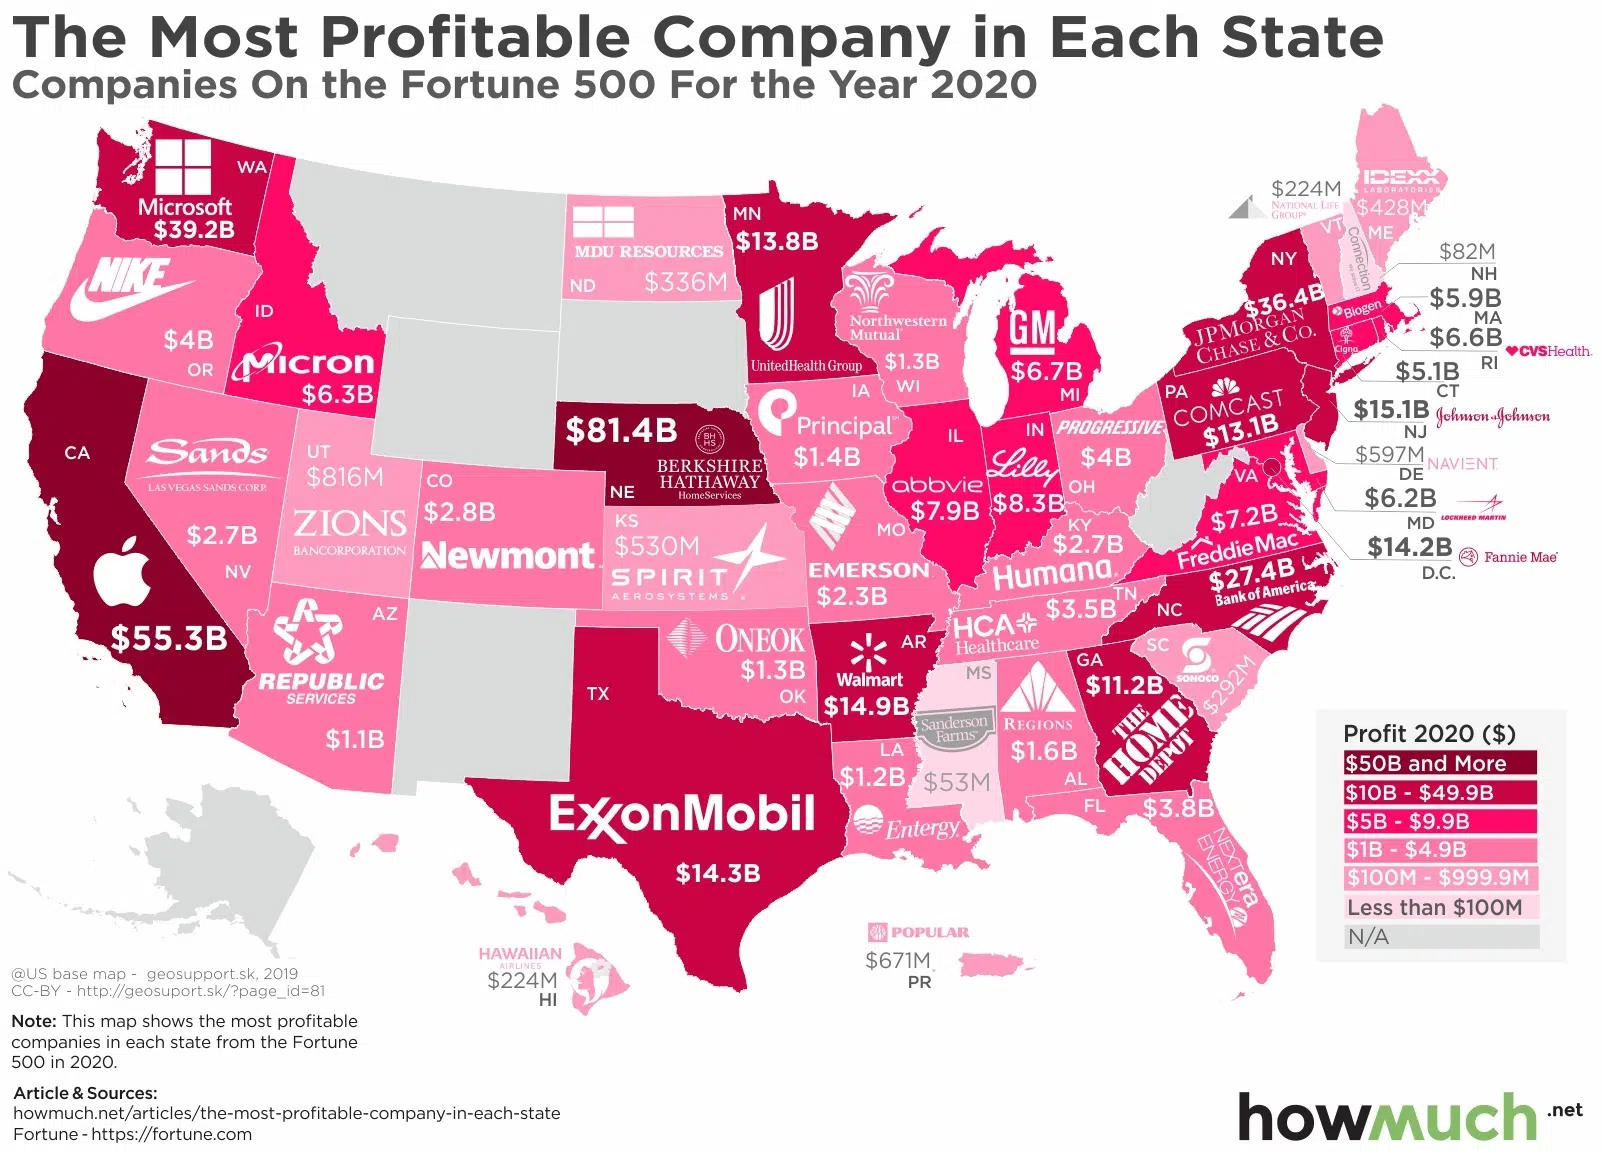 The Most Profitable Company in Each State
Companies On the Fortune 500 For the Year 2020
WA
Microsoft
$39.2B
NIKE
$4B
OR
ID
Micron
$6.3B
MDU RESOURCES
ND
$336M
MN
$13.8B
UnitedHealth Group
Northwestern
Mutual
$1.3B
WI
GM
$6.7B
MI
$224M
NATIONAL LIFE
GROUP
VT
IDEXX
LABORATORIES
$428M
ME
Connection
$82M
NH
NY
$36.4B
JPMORGAN
CHASE & CO.
Biogen
$5.9B
MA
$6.6B
CVSHealth.
RI
Cigna
$5.1B
CT
$15.1B
Johnson & Johnson
NJ
$597M
NAVIENT
DE
$6.2B
LOCKHEED MARTIN
MD
$14.2B
Fannie Mae
D.C.
PA
COMCAST
$13.1B
CA
$55.3B
Sands
LAS VEGAS SANDS CORP.
$2.7B
NV
UT
$816M
ZIONS
BANCORPORATION
CO
$2.8B
Newmont.
$81.4B
BH
HS
BERKSHIRE
HATHAWAY
HomeServices
NE
IA
Principal
$1.4B
IL
abbvie
$7.9B
IN
Lilly
$8.3B
PROGRESSIVE
$4B
OH
VA
$7.2B
Freddie Mac
KS
$530M
SPIRIT
AEROSYSTEMS
MO
EMERSON
$2.3B
KY
$2.7B
Humana.
$27.4B
Bank of America
NC
TN
$3.5B
HCA
Healthcare
AZ
REPUBLIC
SERVICES
$1.1B
ONEOK
$1.3B
OK
AR
Walmart
$14.9B
MS
Sanderson
Farms
$53M
REGIONS
$1.6B
AL
GA
$11.2B
THE
HOME
DEPOT
SC
SONOCO
$292M
TX
ExxonMobil
$14.3B
LA
$1.2B
Entergy
FL
$3.8B
NEXTera
ENERGY
HAWAIIAN
AIRLINES
$224M
HI
POPULAR
$671M
PR
Profit 2020 ($)
$50B and More
$10B - $49.9B
$5B - $9.9B
$1B - $4.9B
$100M - $999.9M
Less than $100M
N/A
@US base map - geosupport.sk, 2019
CC-BY - http://geosuport.sk/?page_id=81
Note: This map shows the most profitable
companies in each state from the Fortune
500 in 2020.
Article & Sources:
howmuch.net/articles/the-most-profitable-company-in-each-state
Fortune - https://fortune.com
howmuch.net